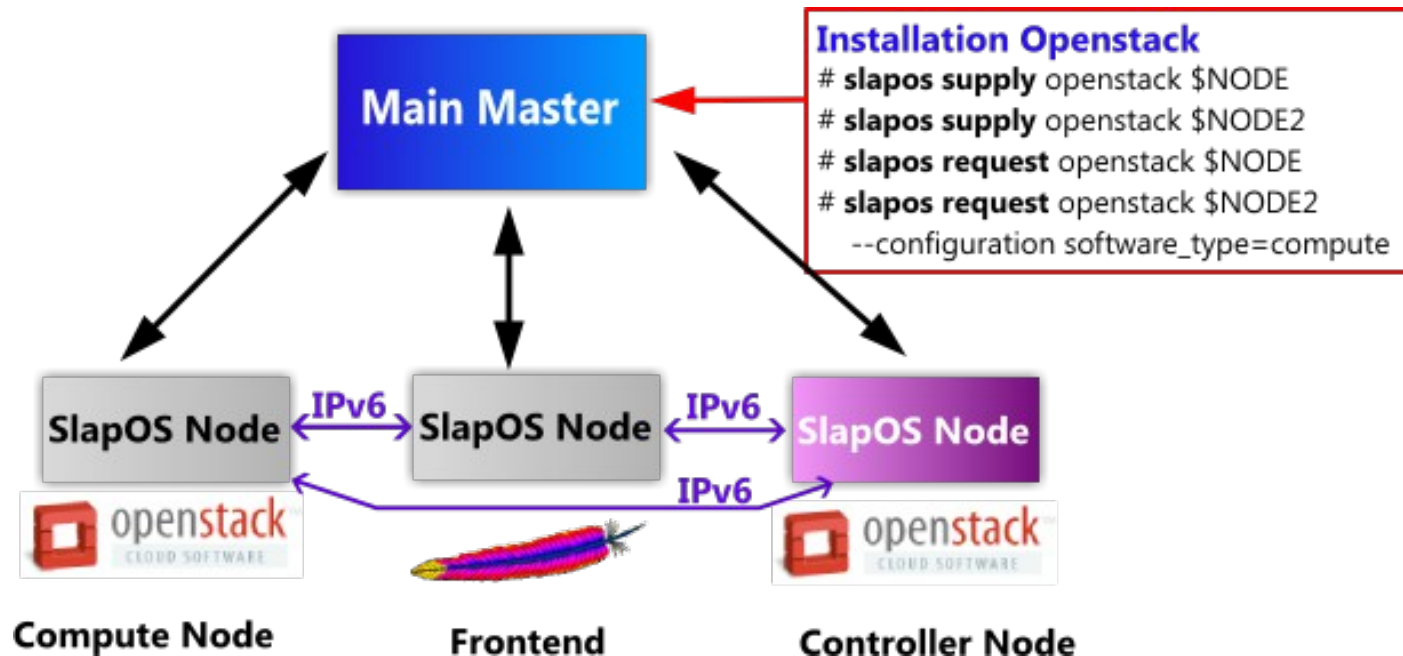 Installation Openstack
# slapos supply openstack $NODE
# slapos supply openstack $NODE2
# slapos request openstack $NODE
# slapos request openstack $NODE2
--configuration software_type=compute
Main Master
SlapOS Node
IPv6
SlapOS Node
IPv6
SlapOS Node
IPv6
openstack
CLOUD SOFTWARE
openstack
CLOUD SOFTWARE
Compute Node
Frontend
Controller Node